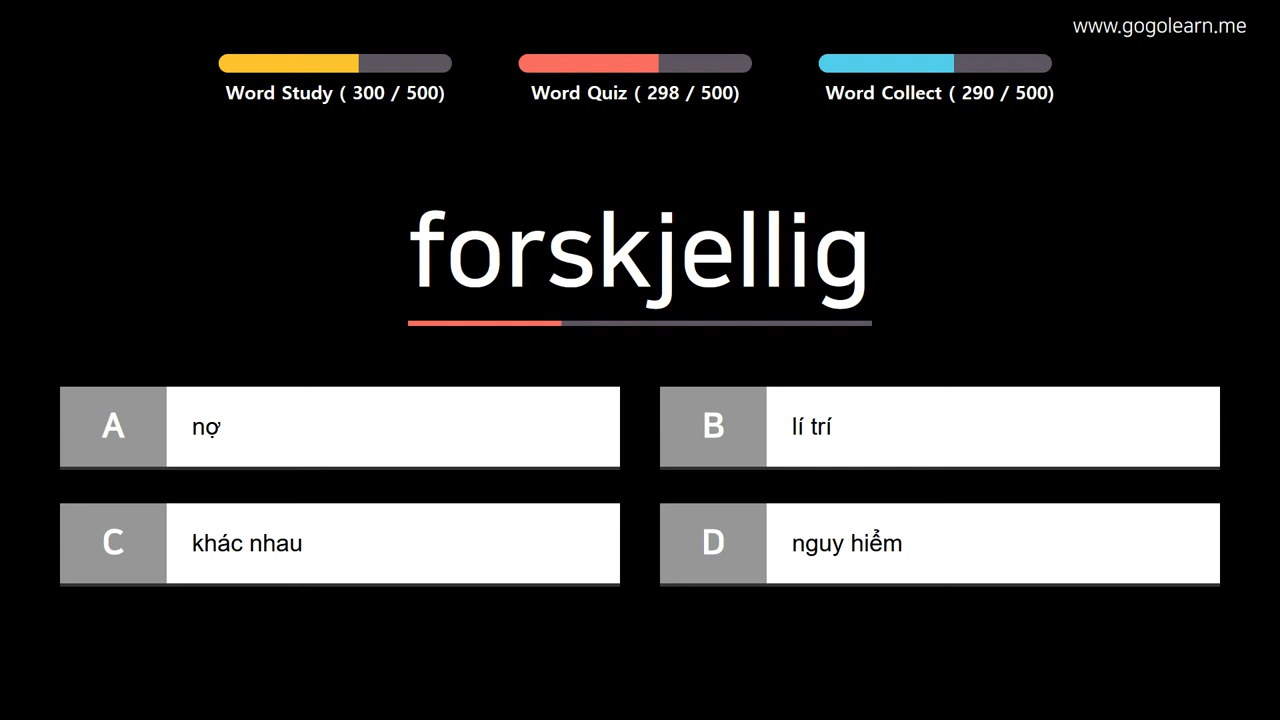 www.gogolearn.me
Word Study ( 300 / 500)
Word Quiz ( 298 / 500)
Word Collect ( 290 / 500)
forskjellig
A nợ
B lí trí
C khác nhau
D nguy hiểm